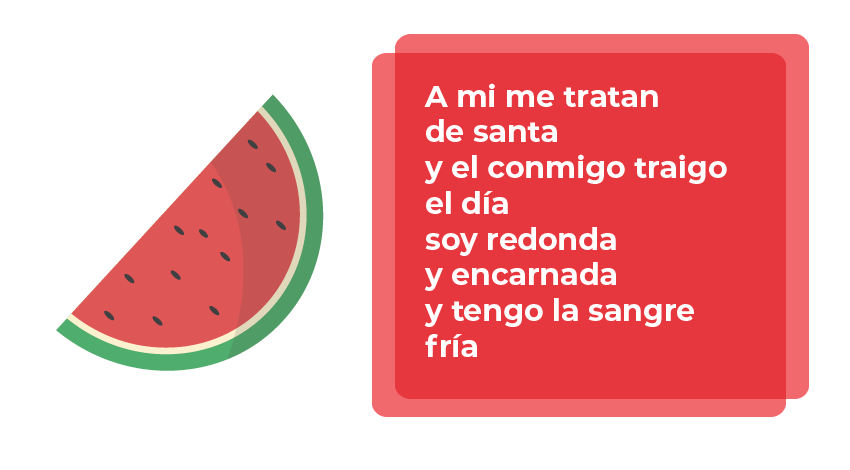 A mi me tratan
de santa
y el conmigo traigo
el día
soy redonda
y encarnada
y tengo la sangre
fría